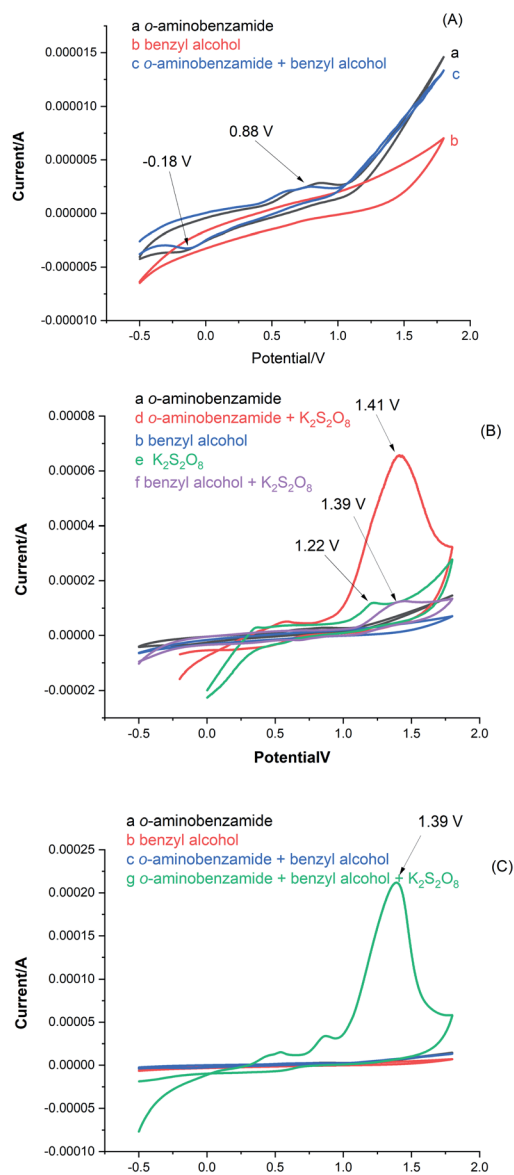 (A)
a o-aminobenzamide
b benzyl alcohol
c o-aminobenzamide + benzyl alcohol
a
c
b
0.88 V
-0.18 V
0.000015
0.000010
0.000005
0.000000
-0.000005
-0.000010
Current/A
-0.5 0.0 0.5 1.0 1.5 2.0
Potential/V
(B)
a o-aminobenzamide
d o-aminobenzamide + K₂S₂O₈
b benzyl alcohol
e K₂S₂O₈
f benzyl alcohol + K₂S₂O₈
1.41 V
1.39 V
1.22 V
0.00008
0.00006
0.00004
0.00002
0.00000
-0.00002
Current/A
-0.5 0.0 0.5 1.0 1.5 2.0
PotentialV
(C)
a o-aminobenzamide
b benzyl alcohol
c o-aminobenzamide + benzyl alcohol
g o-aminobenzamide + benzyl alcohol + K₂S₂O₈
1.39 V
0.00025
0.00020
0.00015
0.00010
0.00005
0.00000
-0.00005
-0.00010
Current/A
-0.5 0.0 0.5 1.0 1.5 2.0